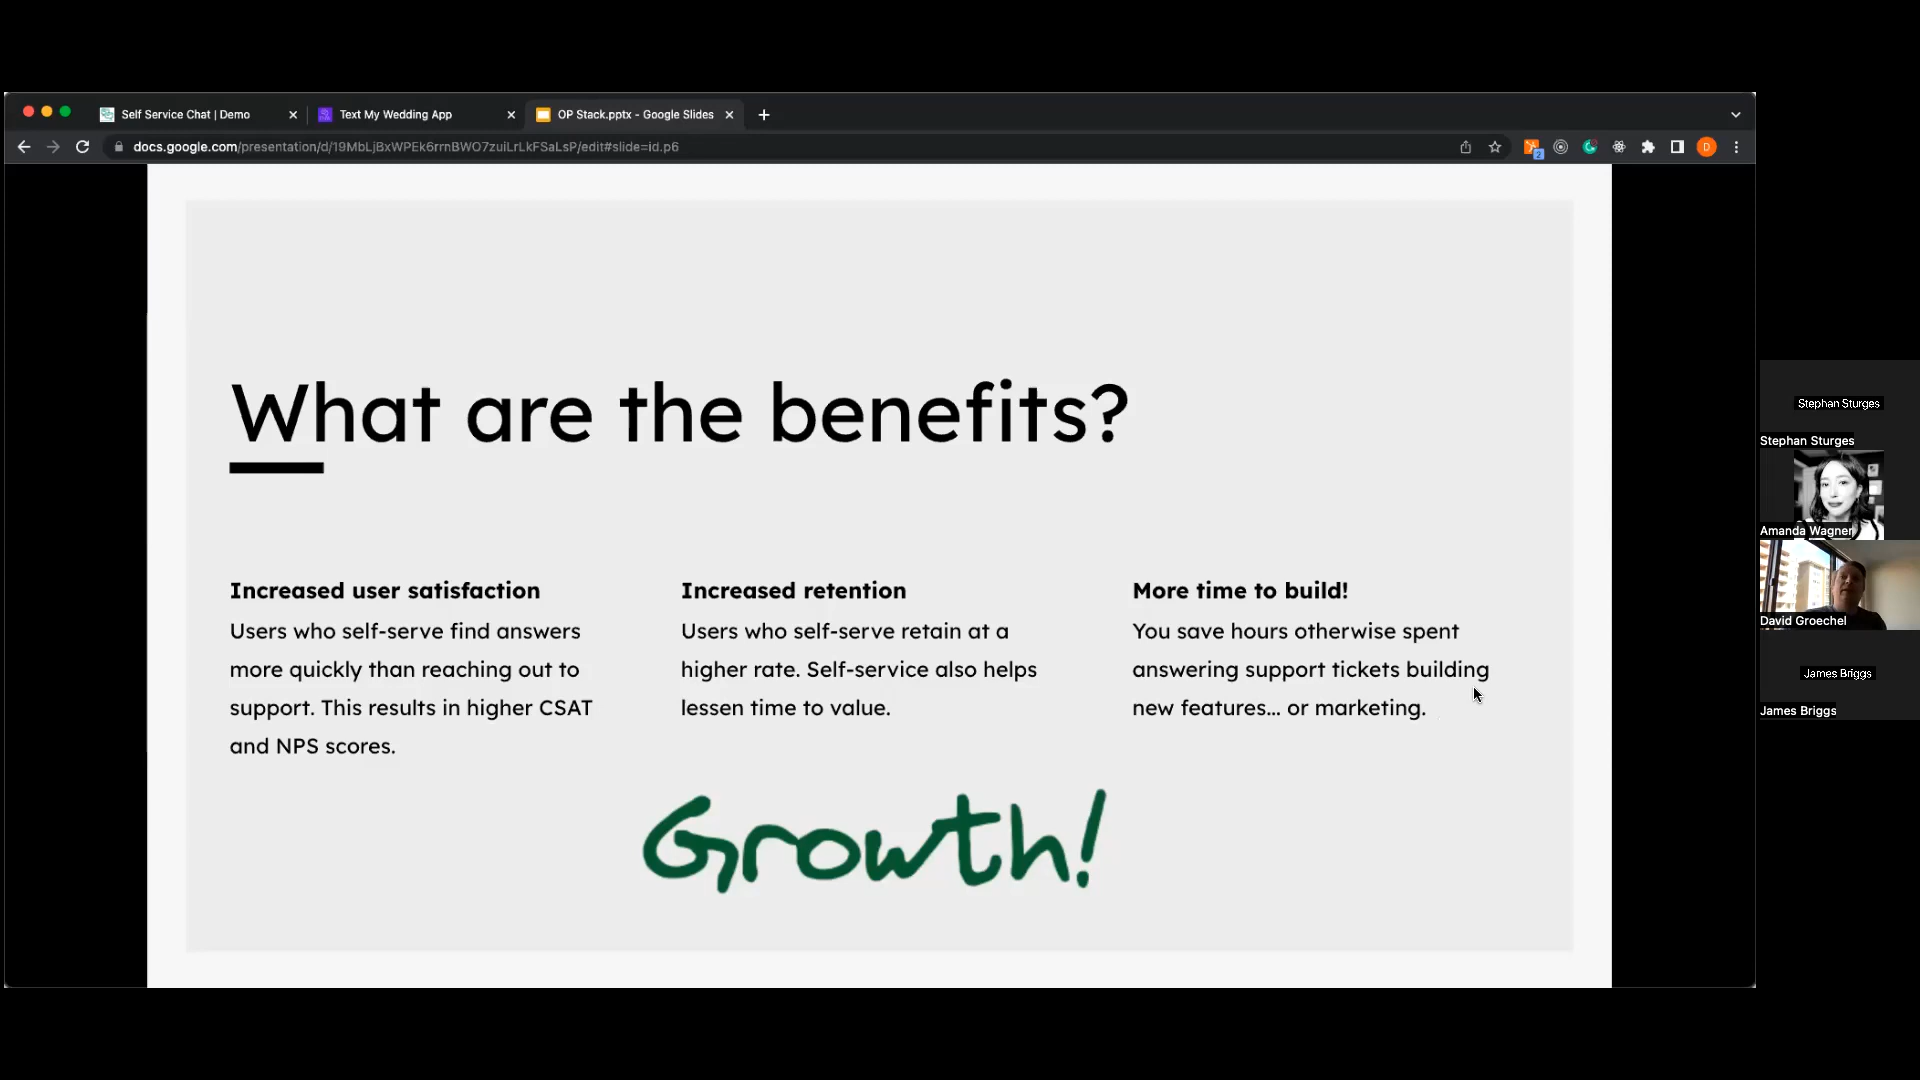 Self Service Chat | Demo
Text My Wedding App
OP Stack.pptx - Google Slides
docs.google.com/presentation/d/19MbLjBxWPEk6rrnBWO7zuiLrLkFSaLsP/edit#slide=id.p6
2
D
What are the benefits?
Increased user satisfaction
Users who self-serve find answers
more quickly than reaching out to
support. This results in higher CSAT
and NPS scores.
Increased retention
Users who self-serve retain at a
higher rate. Self-service also helps
lessen time to value.
More time to build!
You save hours otherwise spent
answering support tickets building
new features... or marketing.
Growth!
Stephan Sturges
Stephan Sturges
Amanda Wagner
David Groechel
James Briggs
James Briggs